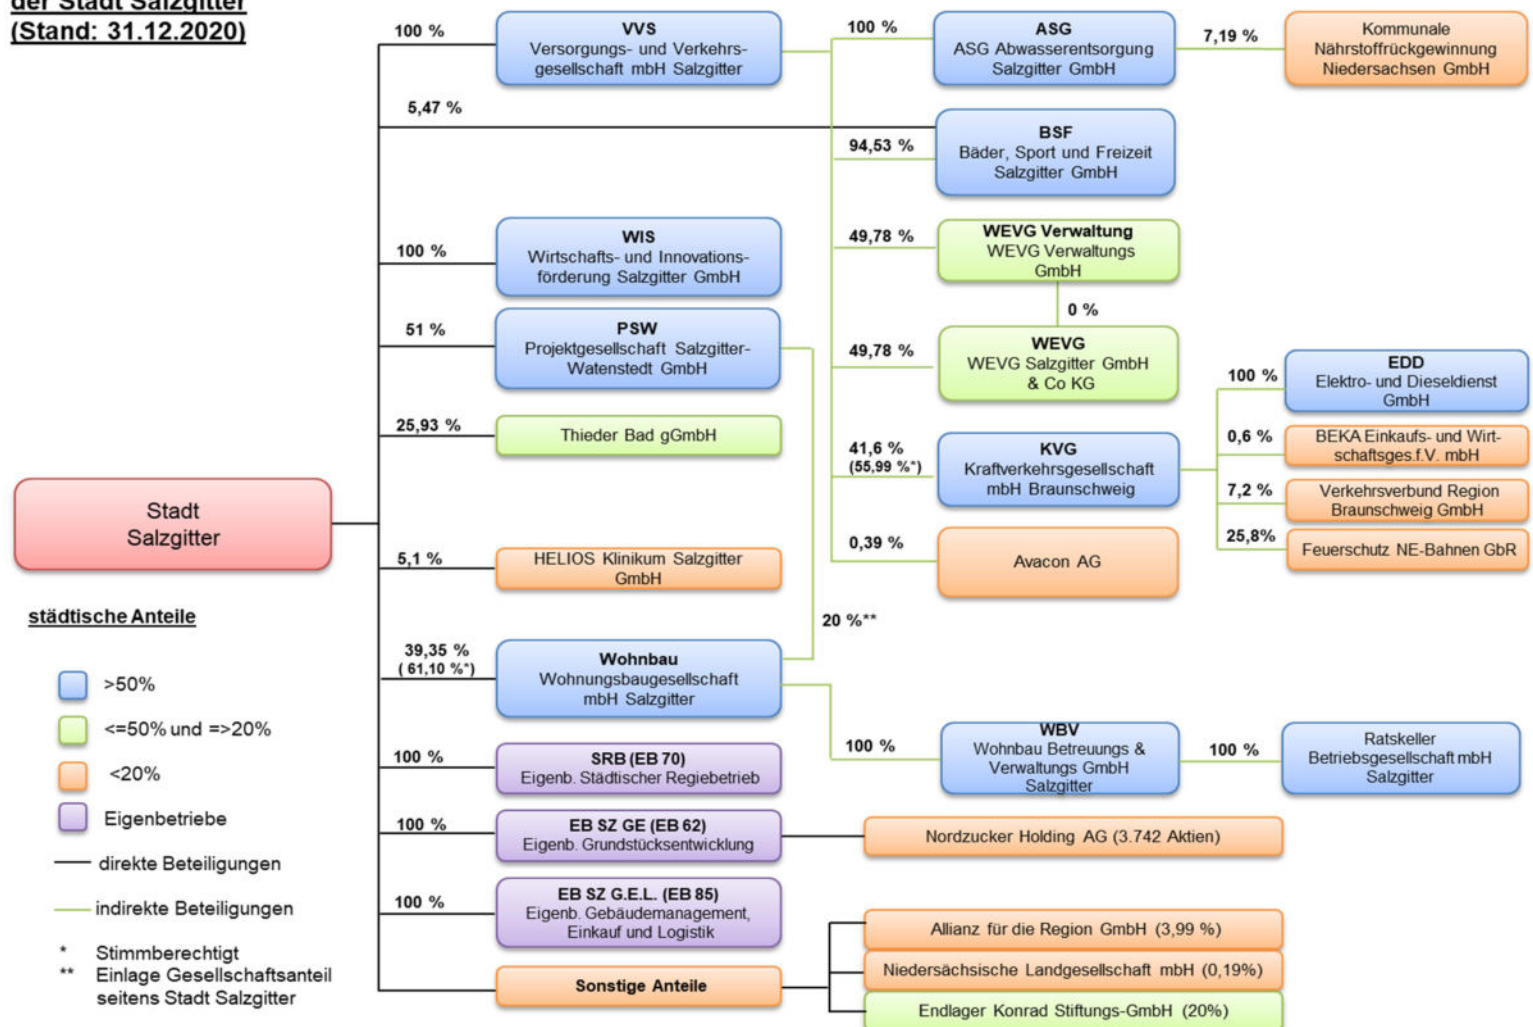 der Stadt Salzgitter
(Stand: 31.12.2020)
100 %
VVS
Versorgungs- und Verkehrs-
gesellschaft mbH Salzgitter
100 %
ASG
ASG Abwasserentsorgung
Salzgitter GmbH
7,19 %
Kommunale
Nährstoffrückgewinnung
Niedersachsen GmbH
5,47 %
94,53 %
BSF
Bäder, Sport und Freizeit
Salzgitter GmbH
100 %
WIS
Wirtschafts- und Innovations-
förderung Salzgitter GmbH
49,78 %
WEVG Verwaltung
WEVG Verwaltungs
GmbH
0 %
51 %
PSW
Projektgesellschaft Salzgitter-
Watenstedt GmbH
49,78 %
WEVG
WEVG Salzgitter GmbH
& Co KG
100 %
EDD
Elektro- und Dieseldienst
GmbH
25,93 %
Thieder Bad gGmbH
41,6 %
(55,99 %*)
KVG
Kraftverkehrsgesellschaft
mbH Braunschweig
0,6 %
BEKA Einkaufs- und Wirt-
schaftsges.f.V. mbH
7,2 %
Verkehrsverbund Region
Braunschweig GmbH
25,8%
Feuerschutz NE-Bahnen GbR
Stadt
Salzgitter
5,1 %
HELIOS Klinikum Salzgitter
GmbH
0,39 %
Avacon AG
20 %**
39,35 %
( 61,10 %*)
Wohnbau
Wohnungsbaugesellschaft
mbH Salzgitter
100 %
WBV
Wohnbau Betreuungs &
Verwaltungs GmbH
Salzgitter
100 %
Ratskeller
Betriebsgesellschaft mbH
Salzgitter
100 %
SRB (EB 70)
Eigenb. Städtischer Regiebetrieb
100 %
EB SZ GE (EB 62)
Eigenb. Grundstücksentwicklung
Nordzucker Holding AG (3.742 Aktien)
100 %
EB SZ G.E.L. (EB 85)
Eigenb. Gebäudemanagement,
Einkauf und Logistik
Sonstige Anteile
Allianz für die Region GmbH (3,99 %)
Niedersächsische Landgesellschaft mbH (0,19%)
Endlager Konrad Stiftungs-GmbH (20%)
städtische Anteile
>50%
<=50% und =>20%
<20%
Eigenbetriebe
direkte Beteiligungen
indirekte Beteiligungen
* Stimmberechtigt
** Einlage Gesellschaftsanteil
seitens Stadt Salzgitter